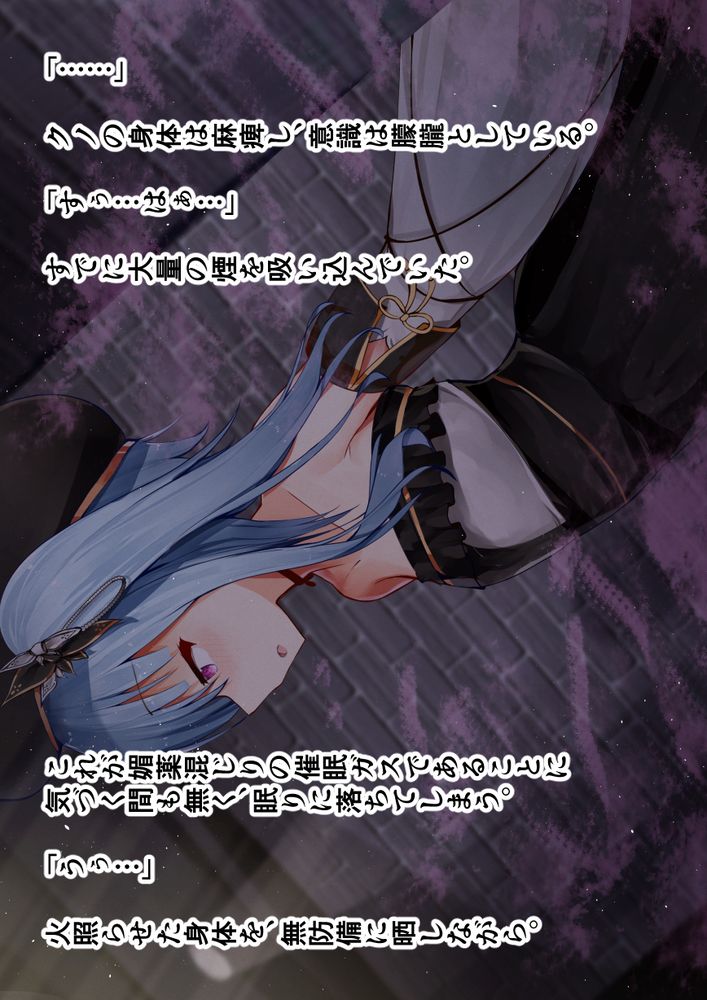 「……」
クノの身体は麻痺し、意識は朦朧としている。
「すぅ…はぁ…」
すでに大量の煙を吸い込んでいた。
これが媚薬混じりの催眠ガスであることに
気づく間も無く、眠りに落ちてしまう。
「うぅ…」
火照らせた身体を、無防備に晒しながら。